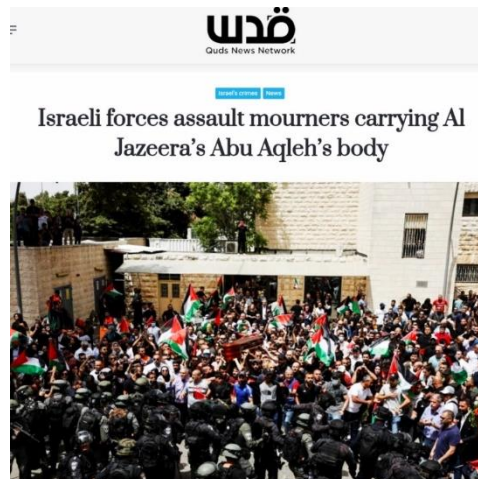 قدس
Quds News Network
Israel's crimes
News
Israeli forces assault mourners carrying Al
Jazeera's Abu Aqleh's body